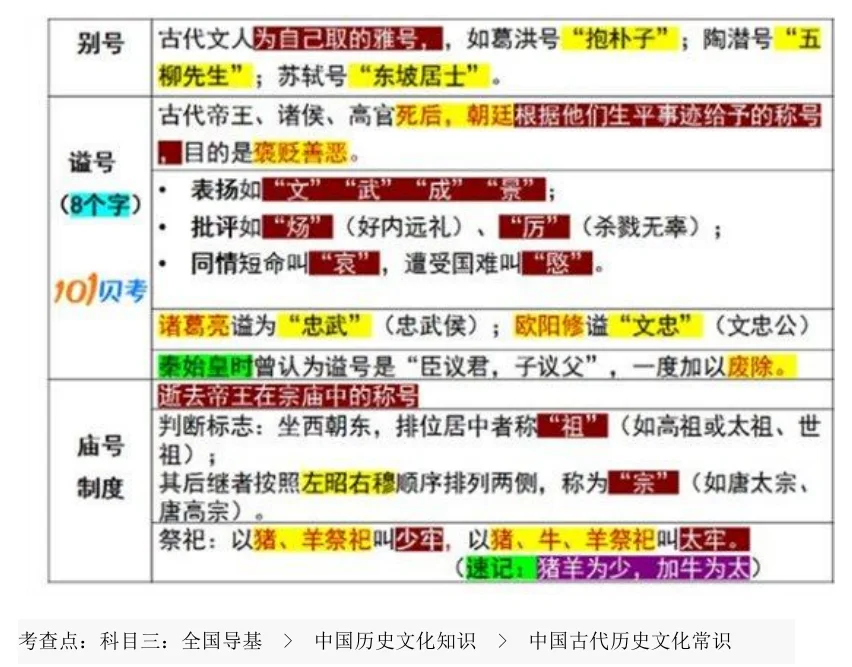 别号
古代文人为自己取的雅号，，如葛洪号“抱朴子”；陶潜号“五
柳先生”；苏轼号“东坡居士”。
谥号
（8个字）
101贝考
古代帝王、诸侯、高官死后，朝廷根据他们生平事迹给予的称号
，目的是褒贬善恶。
• 表扬如“文”“武”“成”“景”；
• 批评如“炀”（好内远礼）、“厉”（杀戮无辜）；
• 同情短命叫“哀”，遭受国难叫“愍”。
诸葛亮谥为“忠武”（忠武侯）；欧阳修谥“文忠”（文忠公）
秦始皇时曾认为谥号是“臣议君，子议父”，一度加以废除。
庙号
制度
逝去帝王在宗庙中的称号
判断标志：坐西朝东，排位居中者称“祖”（如高祖或太祖、世
祖）；
其后继者按照左昭右穆顺序排列两侧，称为“宗”（如唐太宗、
唐高宗）。
祭祀：以猪、羊祭祀叫少牢，以猪、牛、羊祭祀叫太牢。
（速记：猪羊为少，加牛为太）
考查点：科目三：全国导基 > 中国历史文化知识 > 中国古代历史文化常识